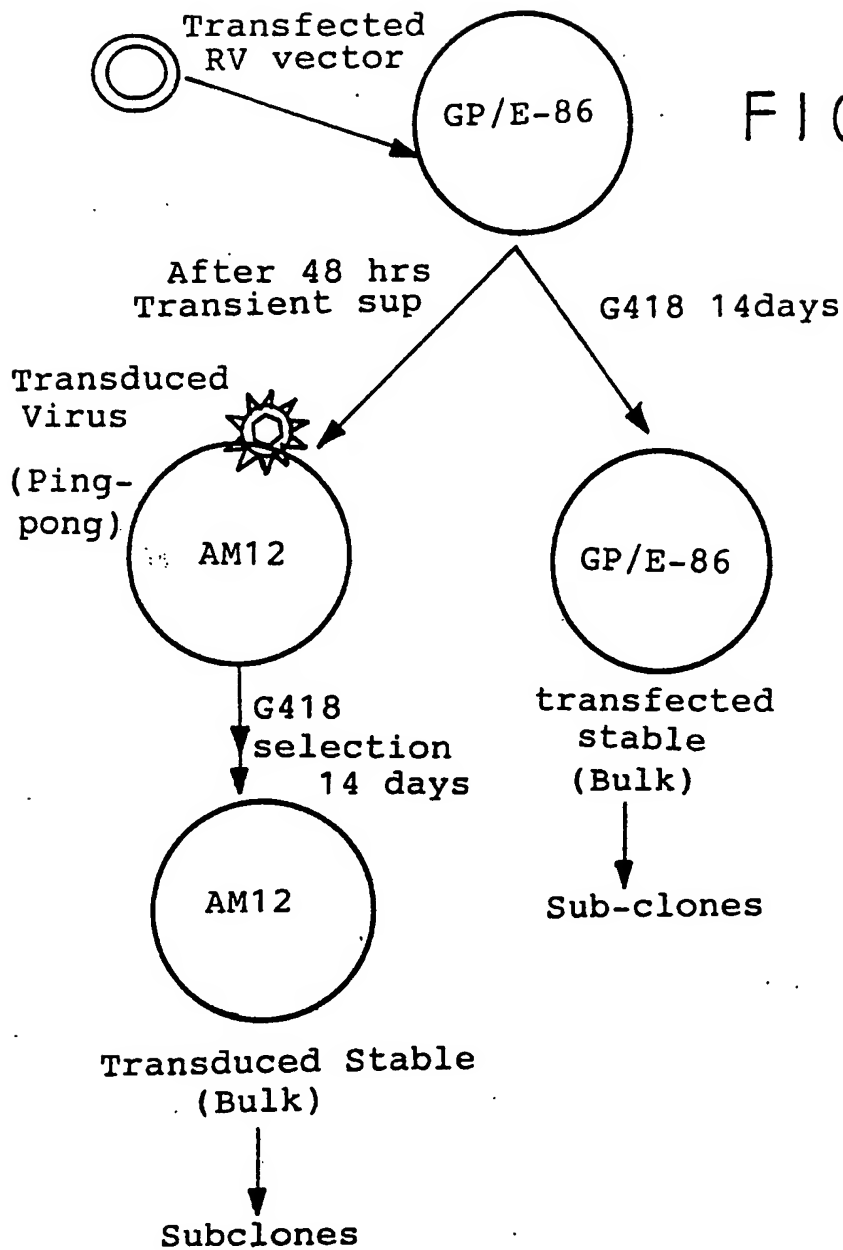 Transfected
RV vector
GP/E-86
FI
After 48 hrs
Transient sup
G418 14days
Transduced
Virus
(Ping-
pong)
AM12
GP/E-86
G418
selection
14 days
transfected
stable
(Bulk)
AM12
Sub-clones
Transduced Stable
(Bulk)
Subclones